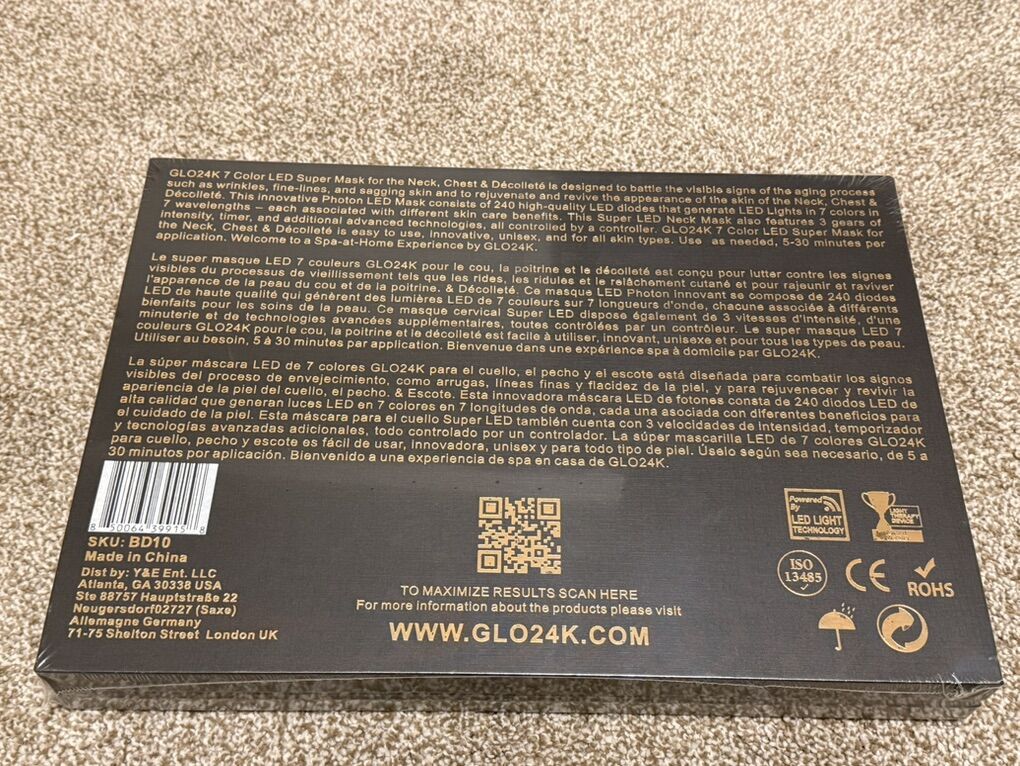 GLO24K 7 Color LED Super Mask for the Neck, Chest & Décolleté is designed to battle the visible signs of the aging process
such as wrinkles, fine-lines, and sagging skin and to rejuvenate and revive the appearance of the skin of the Neck, Chest &
Décolleté. This innovative Photon LED Mask consists of 240 high-quality LED diodes that generate LED Lights in 7 colors in
7 wavelengths – each associated with different skin care benefits. This Super LED Neck Mask also features 3 gears of
intensity, timer, and additional advanced technologies, all controlled by a controller. GLO24K 7 Color LED Super Mask for
the Neck, Chest & Décolleté is easy to use, innovative, unisex, and for all skin types. Use as needed, 5-30 minutes per
application. Welcome to a Spa-at-Home Experience by GLO24K.
Le super masque LED 7 couleurs GLO24K pour le cou, la poitrine et le décolleté est conçu pour lutter contre les signes
visibles du processus de vieillissement tels que les rides, les ridules et le relâchement cutané et pour rajeunir et raviver
l'apparence de la peau du cou et de la poitrine. & Décolleté. Ce masque LED Photon innovant se compose de 240 diodes
LED de haute qualité qui génèrent des lumières LED de 7 couleurs sur 7 longueurs d'onde, chacune associée à différents
bienfaits pour les soins de la peau. Ce masque cervical Super LED dispose également de 3 vitesses d'intensité, d'une
minuterie et de technologies avancées supplémentaires, toutes contrôlées par un contrôleur. Le super masque LED 7
couleurs GLO24K pour le cou, la poitrine et le décolleté est facile à utiliser, innovant, unisexe et pour tous les types de peau.
Utiliser au besoin, 5 à 30 minutes par application. Bienvenue dans une expérience spa à domicile par GLO24K.
La súper máscara LED de 7 colores GLO24K para el cuello, el pecho y el escote está diseñada para combatir los signos
visibles del proceso de envejecimiento, como arrugas, líneas finas y flacidez de la piel, y para rejuvenecer y revivir la
apariencia de la piel del cuello, el pecho. & Escote. Esta innovadora máscara LED de fotones consta de 240 diodos LED de
alta calidad que generan luces LED en 7 colores en 7 longitudes de onda, cada una asociada con diferentes beneficios para
el cuidado de la piel. Esta máscara para el cuello Super LED también cuenta con 3 velocidades de intensidad, temporizador
y tecnologías avanzadas adicionales, todo controlado por un controlador. La súper mascarilla LED de 7 colores GLO24K
para cuello, pecho y escote es fácil de usar, innovadora, unisex y para todo tipo de piel. Úselo según sea necesario, de 5 a
30 minutos por aplicación. Bienvenido a una experiencia de spa en casa de GLO24K.
8 50064 39915 8
SKU: BD10
Made in China
Dist by: Y&E Ent. LLC
Atlanta, GA 30338 USA
Ste 88757 Hauptstraße 22
Neugersdorf02727 (Saxe)
Allemagne Germany
71-75 Shelton Street London UK
TO MAXIMIZE RESULTS SCAN HERE
For more information about the products please visit
WWW.GLO24K.COM
Powered By
LED LIGHT
TECHNOLOGY
LIGHT
THERAPY
DEVICE
ISO
13485
CE
ROHS